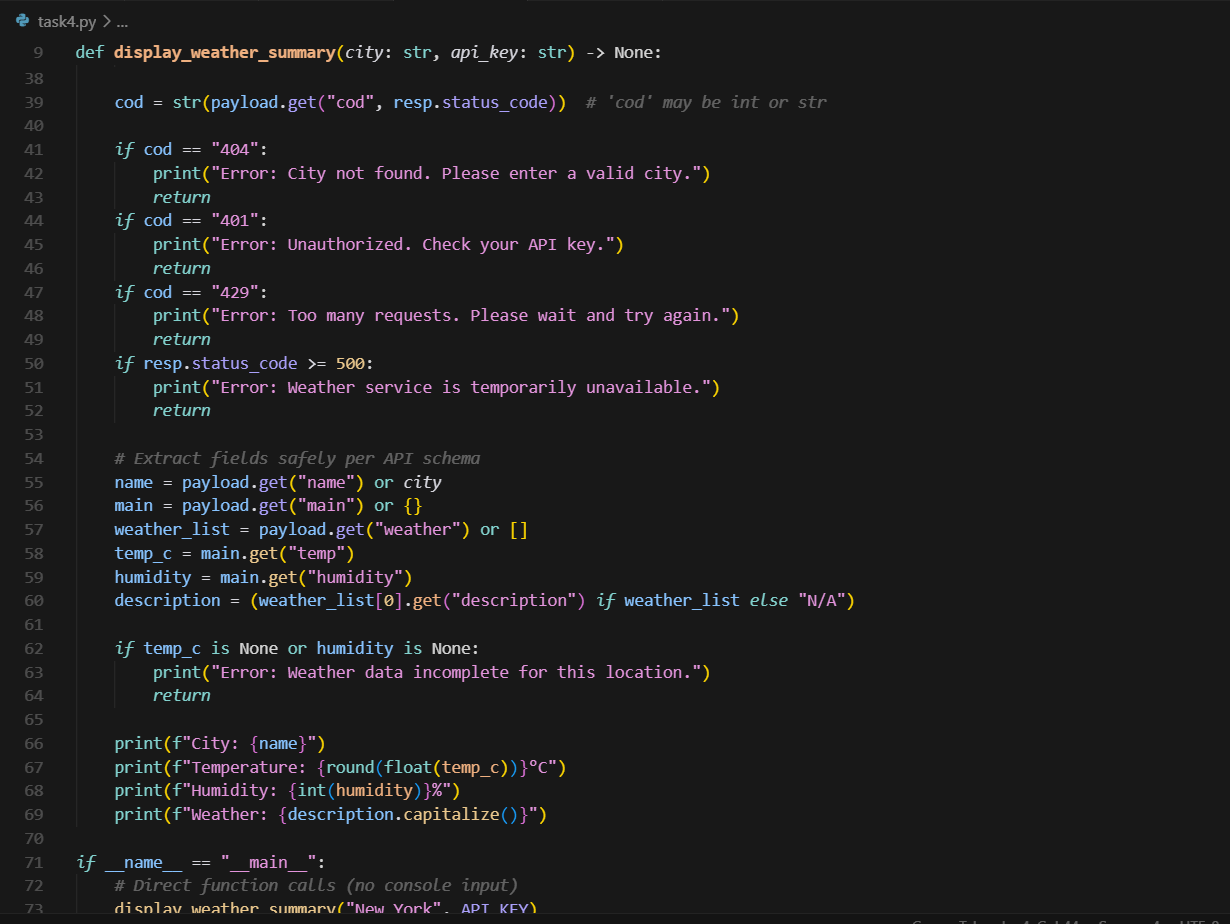 task4.py > ...
9 def display_weather_summary(city: str, api_key: str) -> None:
38
39 cod = str(payload.get("cod", resp.status_code)) # 'cod' may be int or str
40
41 if cod == "404":
42 print("Error: City not found. Please enter a valid city.")
43 return
44 if cod == "401":
45 print("Error: Unauthorized. Check your API key.")
46 return
47 if cod == "429":
48 print("Error: Too many requests. Please wait and try again.")
49 return
50 if resp.status_code >= 500:
51 print("Error: Weather service is temporarily unavailable.")
52 return
53
54 # Extract fields safely per API schema
55 name = payload.get("name") or city
56 main = payload.get("main") or {}
57 weather_list = payload.get("weather") or []
58 temp_c = main.get("temp")
59 humidity = main.get("humidity")
60 description = (weather_list[0].get("description") if weather_list else "N/A")
61
62 if temp_c is None or humidity is None:
63 print("Error: Weather data incomplete for this location.")
64 return
65
66 print(f"City: {name}")
67 print(f"Temperature: {round(float(temp_c))}°C")
68 print(f"Humidity: {int(humidity)}%")
69 print(f"Weather: {description.capitalize()}")
70
71 if __name__ == "__main__":
72 # Direct function calls (no console input)
73 display_weather_summary("New York", API_KEY)